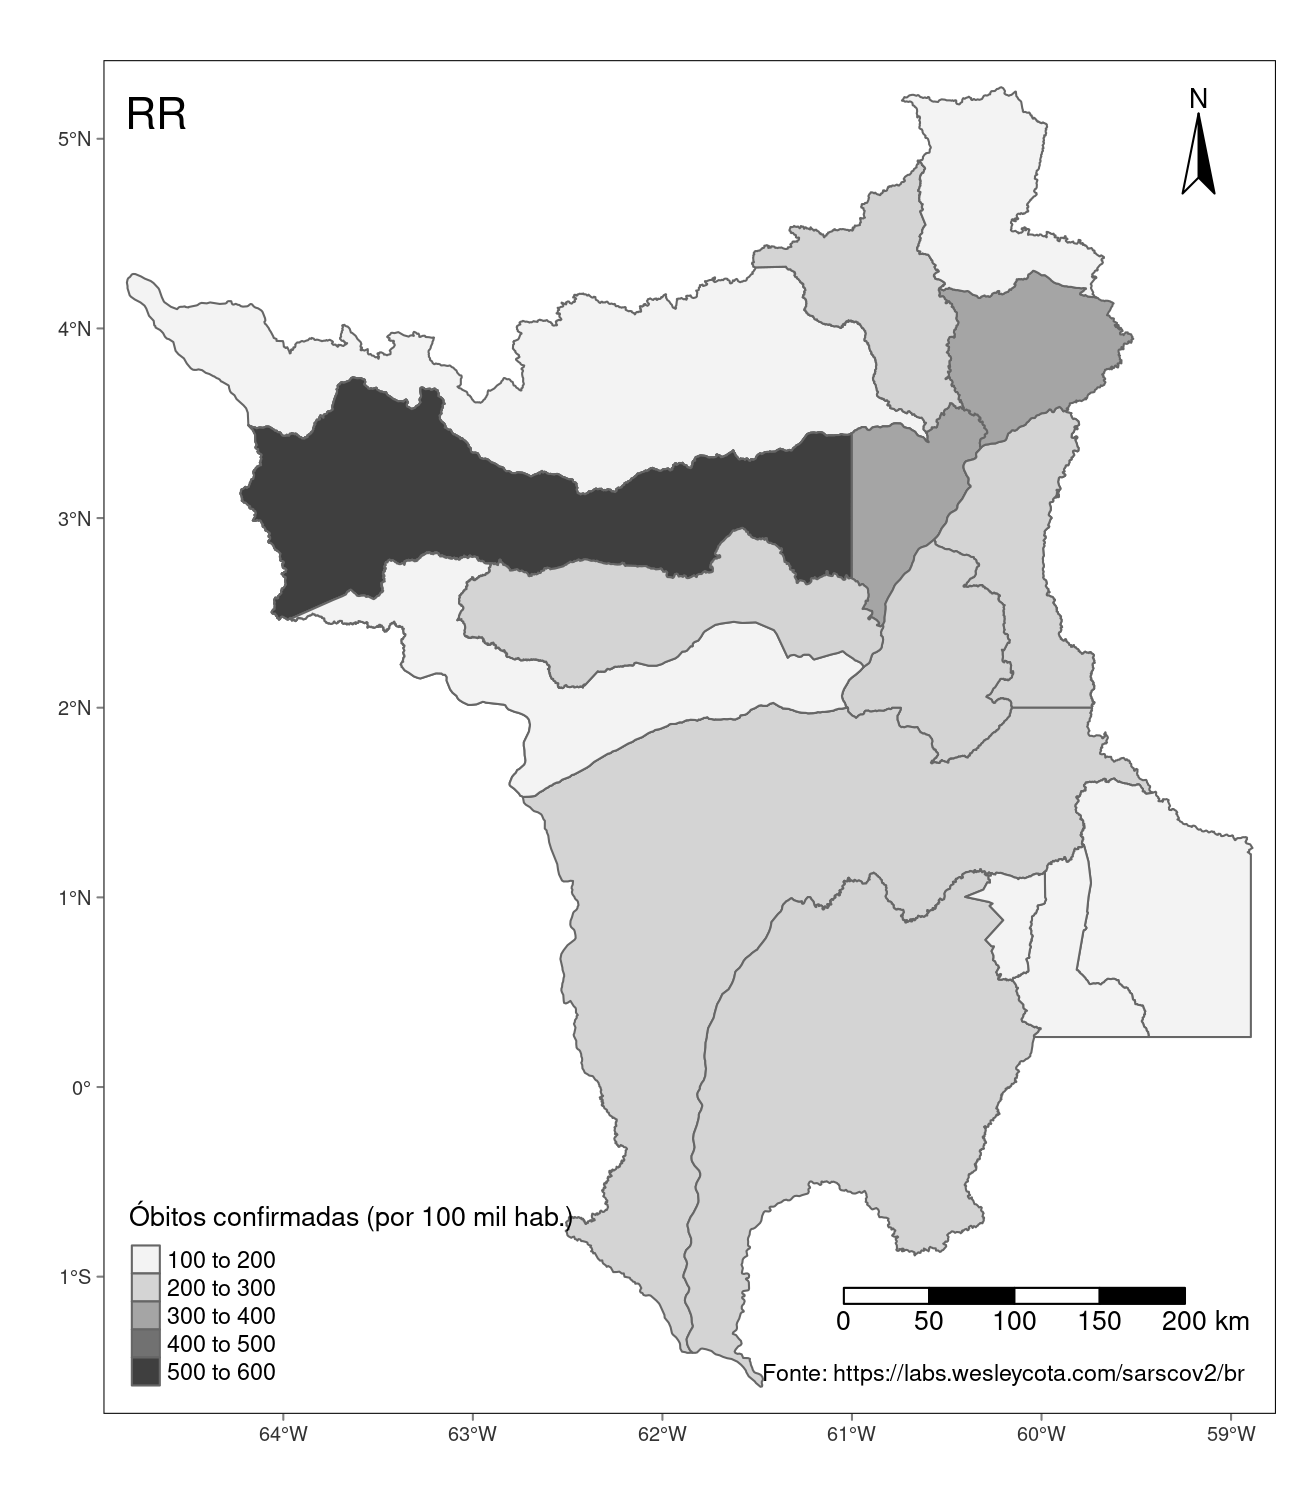 RR
N
5°N
4°N
3°N
2°N
1°N
0°
1°S
Óbitos confirmadas (por 100 mil hab.)
100 to 200
200 to 300
300 to 400
400 to 500
500 to 600
0 50 100 150 200 km
Fonte: https://labs.wesleycota.com/sarscov2/br
64°W 63°W 62°W 61°W 60°W 59°W